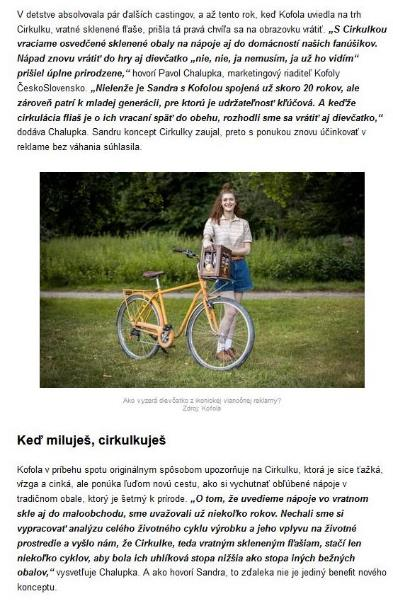 V detstve absolvovala pár ďalších castingov, a až tento rok, keď Kofola uviedla na trh
Cirkulku, vratné sklenené fľaše, prišla tá pravá chvíľa sa na obrazovku vrátiť. „S Cirkulkou
vraciame osvedčené sklenené obaly na nápoje aj do domácností našich fanúšikov.
Nápad znovu vrátiť do hry aj dievčatko „nie, nie, ja nemusím, ja už ho vidím“
prišiel úplne prirodzene,“ hovorí Pavol Chalupka, marketingový riaditeľ Kofoly
ČeskoSlovensko. „Nielenže je Sandra s Kofolou spojená už skoro 20 rokov, ale
zároveň patrí k mladej generácii, pre ktorú je udržateľnosť kľúčová. A keďže
cirkulácia fliaš je o ich vracaní späť do obehu, rozhodli sme sa vrátiť aj dievčatko,“
dodáva Chalupka. Sandru koncept Cirkulky zaujal, preto s ponukou znovu účinkovať v
reklame bez váhania súhlasila.
Ako vyzerá dievčatko z ikonickej vianočnej reklamy?
Zdroj: Kofola
Keď miluješ, cirkulkuješ
Kofola v príbehu spotu originálnym spôsobom upozorňuje na Cirkulku, ktorá je síce ťažká,
vŕzga a cinká, ale ponúka ľuďom novú cestu, ako si vychutnať obľúbené nápoje v
tradičnom obale, ktorý je šetrný k prírode. „O tom, že uvedieme nápoje vo vratnom
skle aj do maloobchodu, sme uvažovali už niekoľko rokov. Nechali sme si
vypracovať analýzu celého životného cyklu výrobku a jeho vplyvu na životné
prostredie a vyšlo nám, že Cirkulke, teda vratným skleneným fľašiam, stačí len
niekoľko cyklov, aby bola ich uhlíková stopa nižšia ako stopa iných bežných
obalov,“ vysvetľuje Chalupka. A ako hovorí Sandra, to zďaleka nie je jediný benefit nového
konceptu.